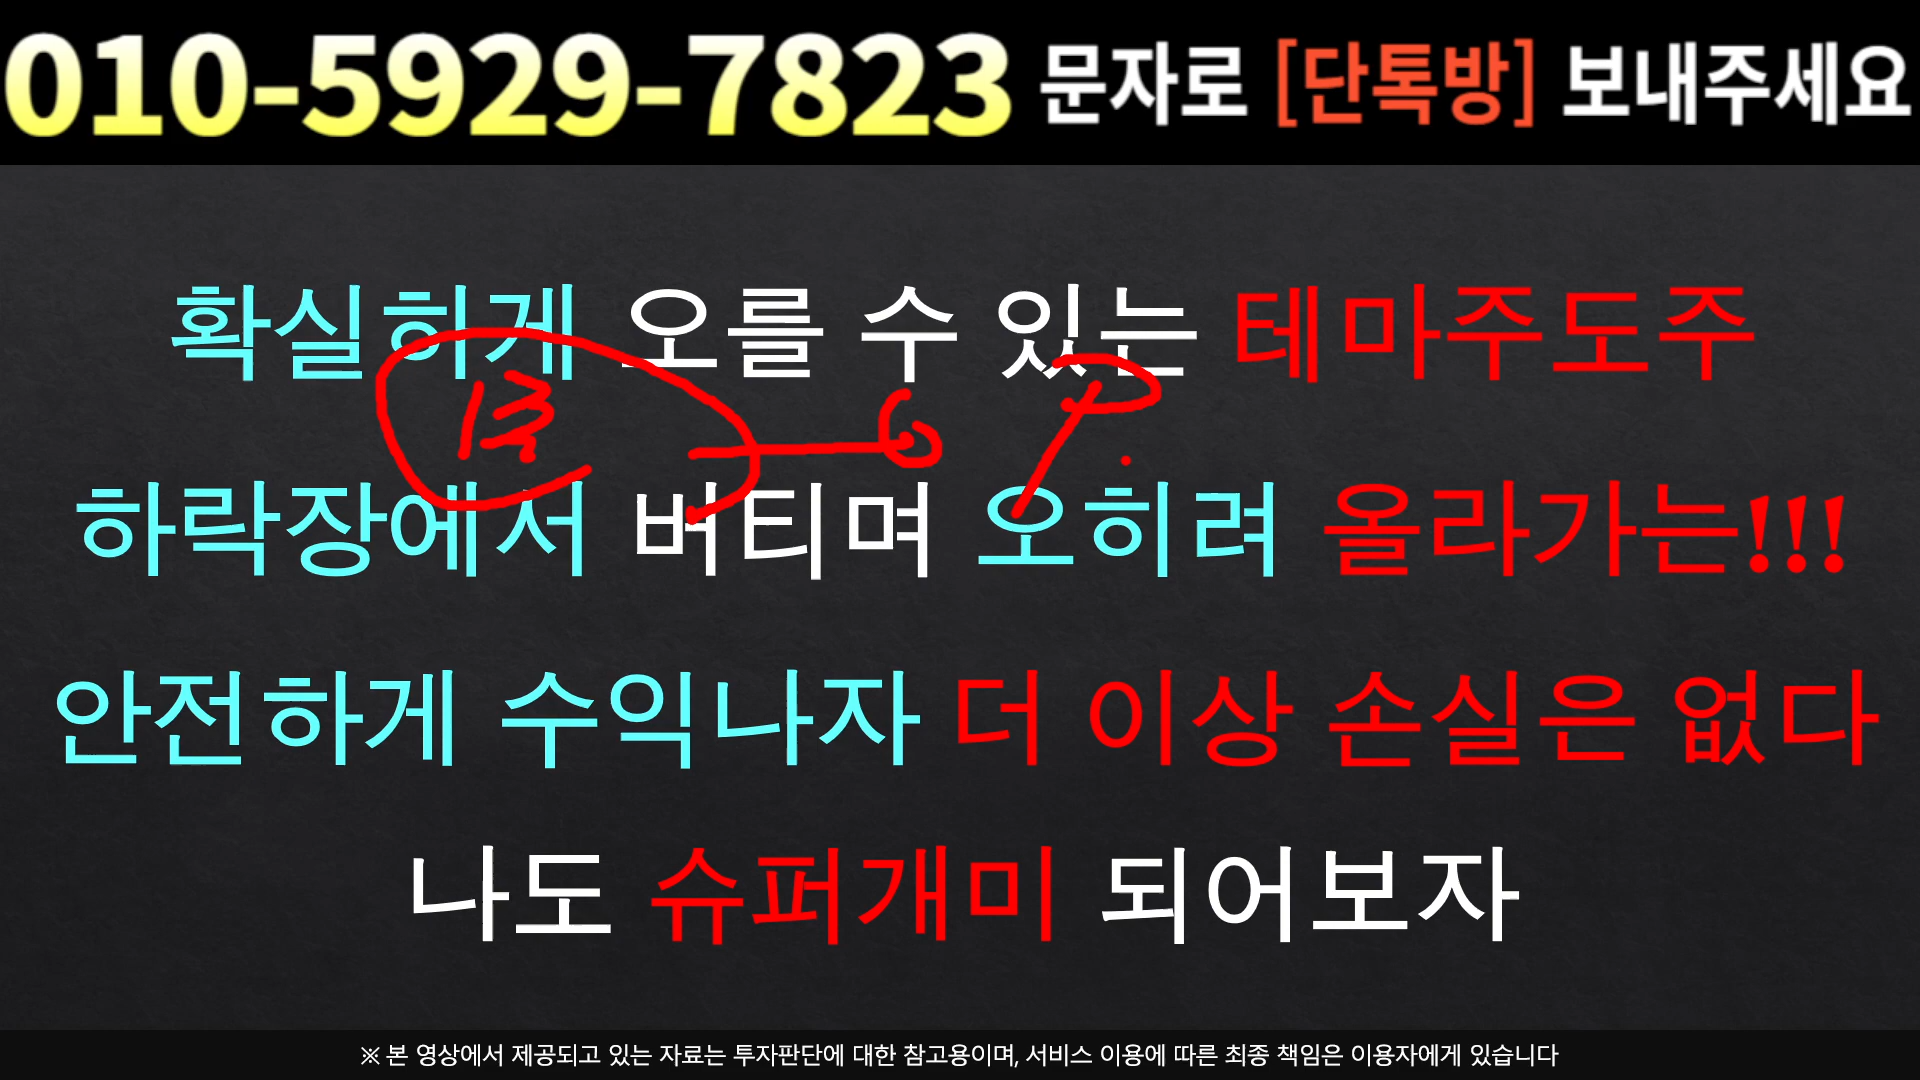 010-5929-7823 문자로 [단톡방] 보내주세요
확실하게 오를 수 있는 테마주도주
13
하락장에서 버티며 오히려 올라가는!!!
안전하게 수익나자 더 이상 손실은 없다
나도 슈퍼개미 되어보자
※ 본 영상에서 제공되고 있는 자료는 투자판단에 대한 참고용이며, 서비스 이용에 따른 최종 책임은 이용자에게 있습니다